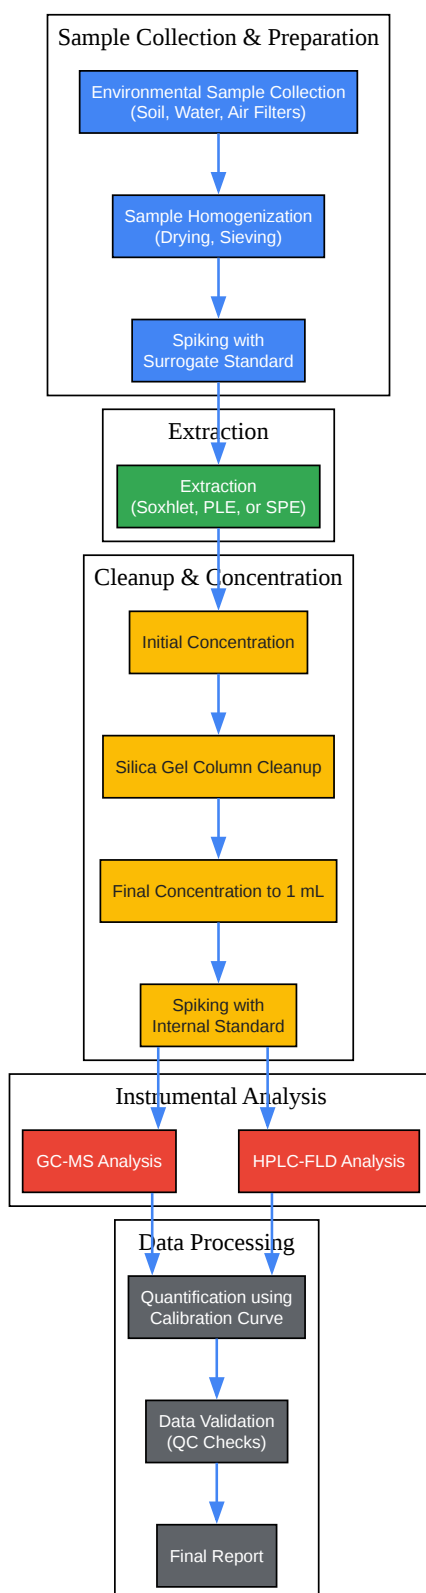 Sample Collection & Preparation
Environmental Sample Collection
(Soil, Water, Air Filters)
Sample Homogenization
(Drying, Sieving)
Spiking with
Surrogate Standard
Extraction
Extraction
(Soxhlet, PLE, or SPE)
Cleanup & Concentration
Initial Concentration
Silica Gel Column Cleanup
Final Concentration to 1 mL
Spiking with
Internal Standard
Instrumental Analysis
GC-MS Analysis
HPLC-FLD Analysis
Data Processing
Quantification using
Calibration Curve
Data Validation
(QC Checks)
Final Report